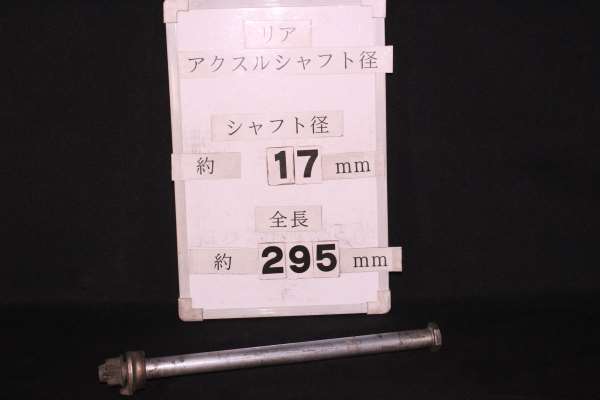 リア
アクスルシャフト径
シャフト径
約 17 mm
全長
約 295 mm